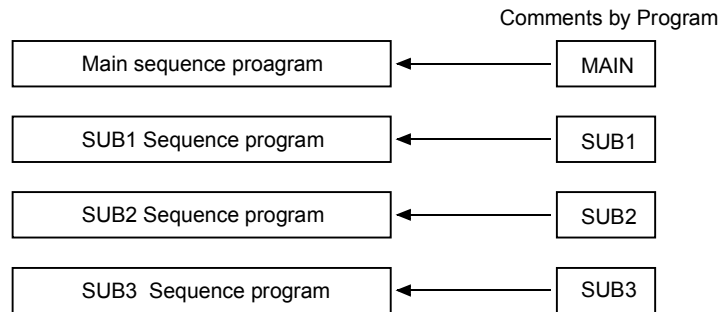 Comments by Program
Main sequence proagram MAIN
SUB1 Sequence program SUB1
SUB2 Sequence program SUB2
SUB3 Sequence program SUB3